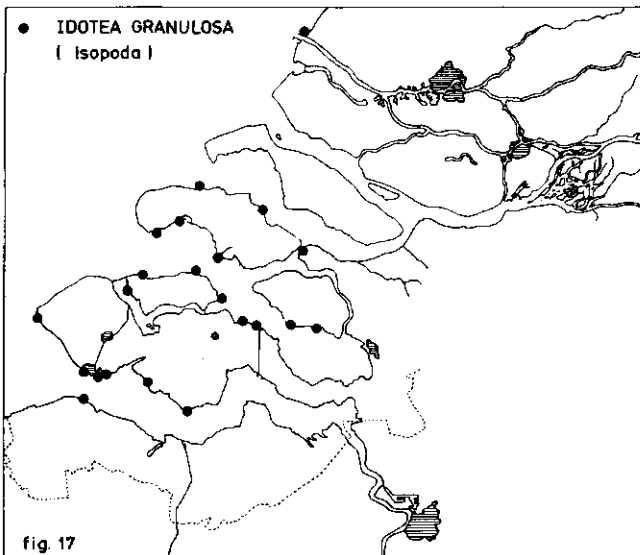 ● IDOTEA GRANULOSA
( Isopoda )
fig. 17